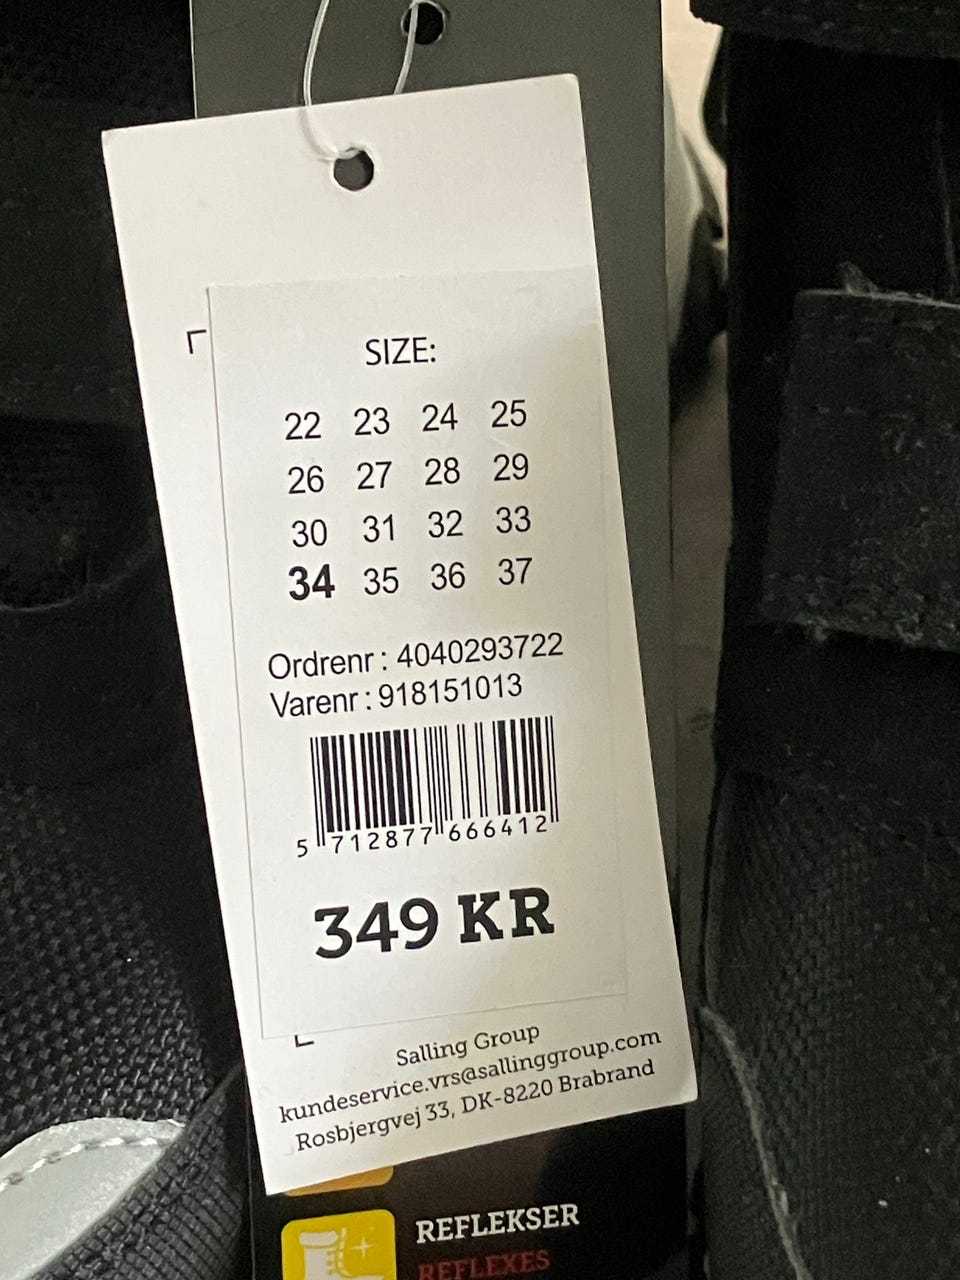 SIZE:
22 23 24 25
26 27 28 29
30 31 32 33
34 35 36 37
Ordrenr : 4040293722
Varenr : 918151013
5 712877 666412
349 KR
Salling Group
kundeservice.vrs@sallinggroup.com
Rosbjergvej 33, DK-8220 Brabrand
REFLEKSER
REFLEXES